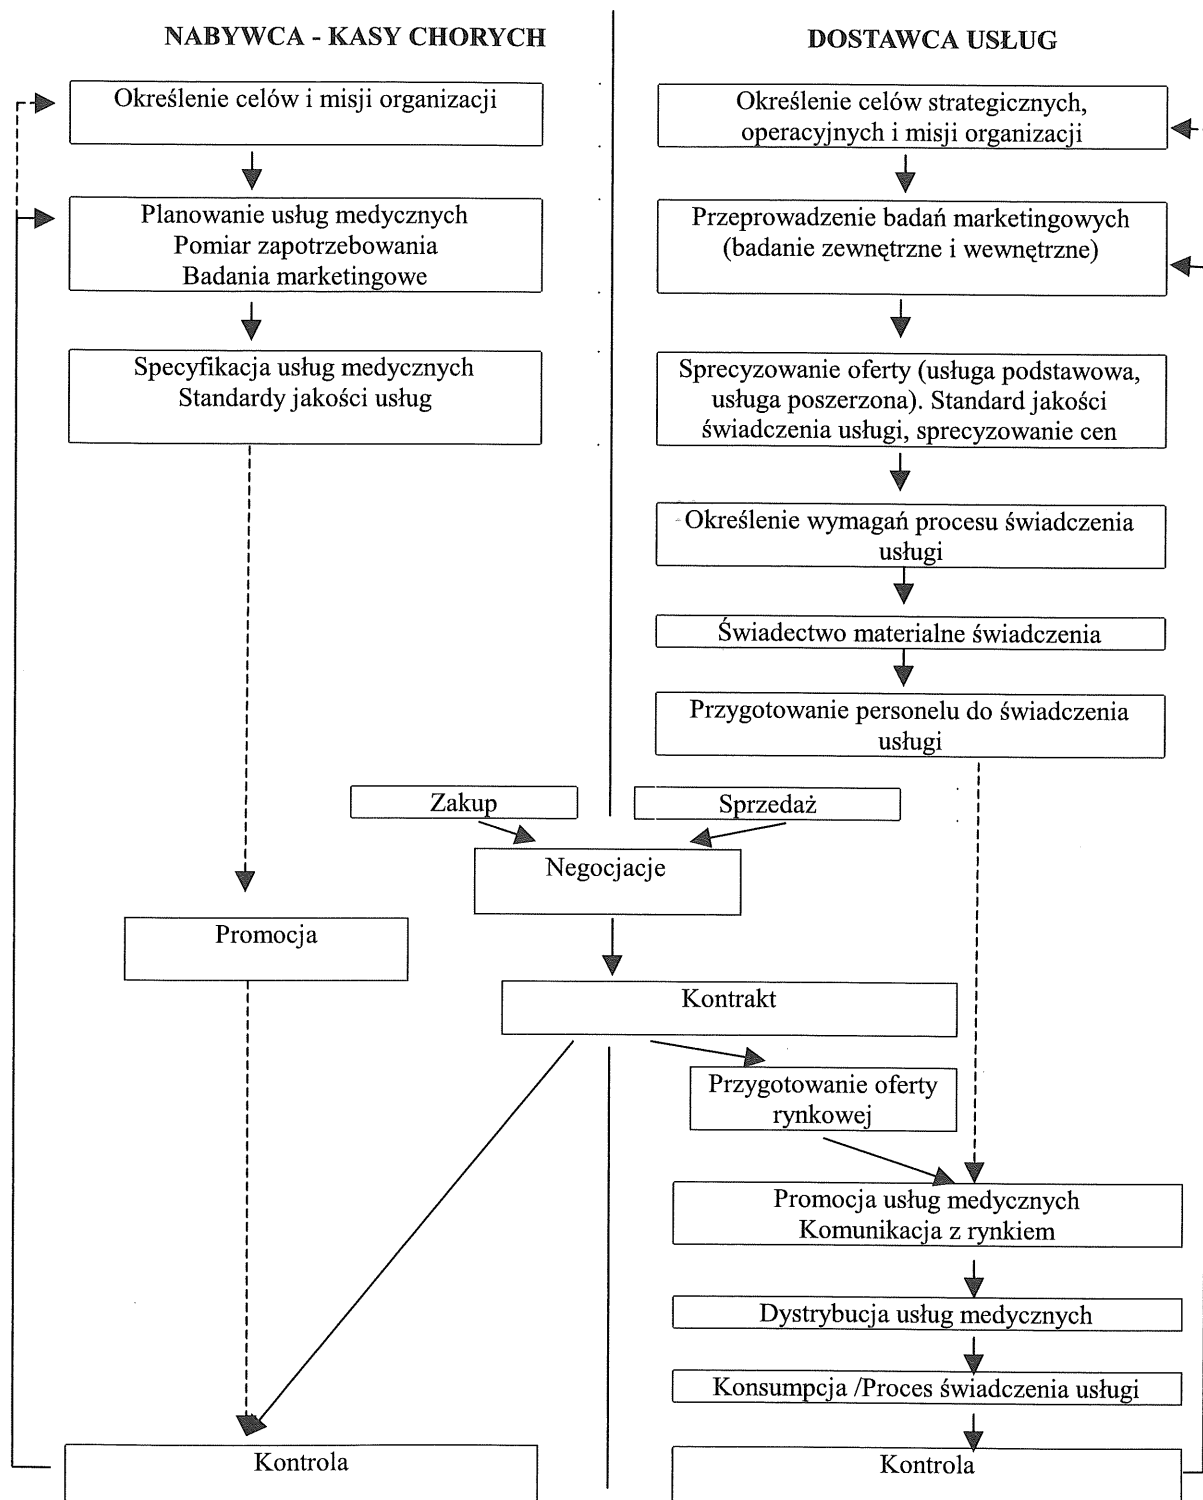 NABYWCA - KASY CHORYCH
Określenie celów i misji organizacji
Planowanie usług medycznych
Pomiar zapotrzebowania
Badania marketingowe
Specyfikacja usług medycznych
Standardy jakości usług
DOSTAWCA USŁUG
Określenie celów strategicznych,
operacyjnych i misji organizacji
Przeprowadzenie badań marketingowych
(badanie zewnętrzne i wewnętrzne)
Sprecyzowanie oferty (usługa podstawowa,
usługa poszerzona). Standard jakości
świadczenia usługi, sprecyzowanie cen
Określenie wymagań procesu świadczenia
usługi
Świadectwo materialne świadczenia
Przygotowanie personelu do świadczenia
usługi
Zakup
Sprzedaż
Negocjacje
Promocja
Kontrakt
Przygotowanie oferty
rynkowej
Promocja usług medycznych
Komunikacja z rynkiem
Dystrybucja usług medycznych
Konsumpcja /Proces świadczenia usługi
Kontrola
Kontrola